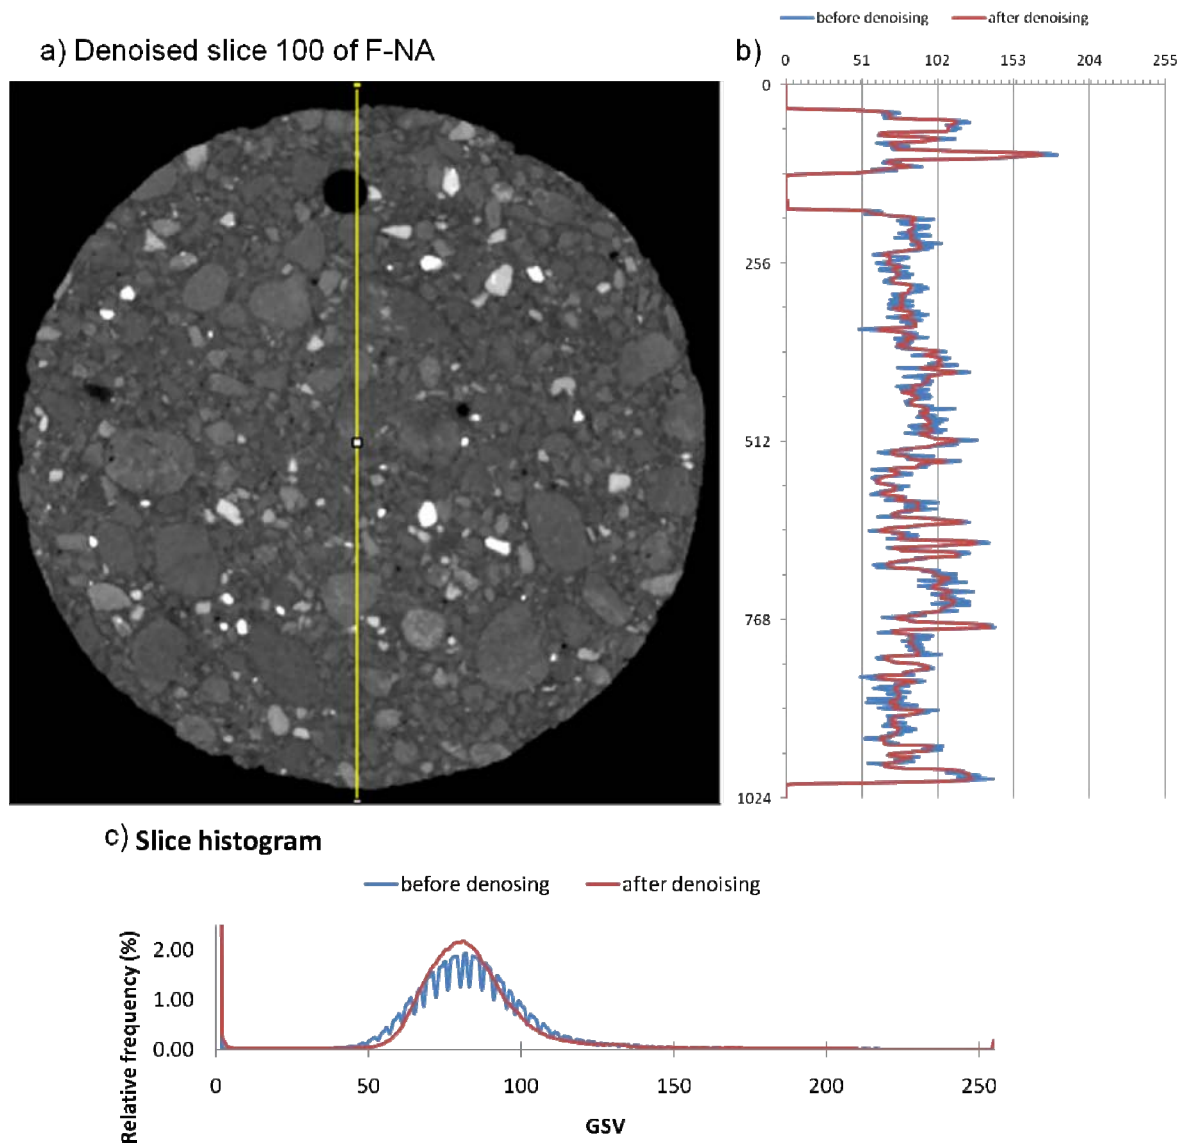 before denoising after denoising
a) Denoised slice 100 of F-NA
b)
0 51 102 153 204 255
0
256
512
768
1024
c) Slice histogram
before denosing after denoising
Relative frequency (%)
2.00
1.00
0.00
0 50 100 150 200 250
GSV